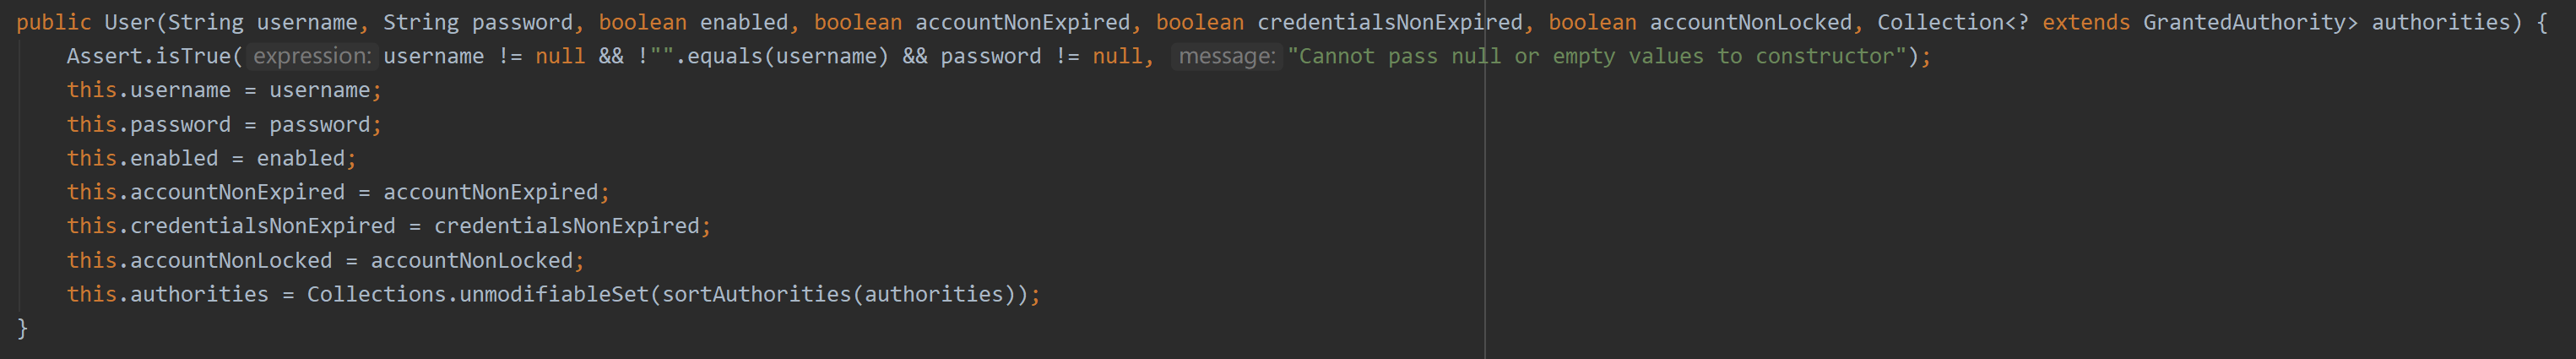 public User(String username, String password, boolean enabled, boolean accountNonExpired, boolean credentialsNonExpired, boolean accountNonLocked, Collection<? extends GrantedAuthority> authorities) {
    Assert.isTrue( expression: username != null && !"".equals(username) && password != null, message: "Cannot pass null or empty values to constructor");
    this.username = username;
    this.password = password;
    this.enabled = enabled;
    this.accountNonExpired = accountNonExpired;
    this.credentialsNonExpired = credentialsNonExpired;
    this.accountNonLocked = accountNonLocked;
    this.authorities = Collections.unmodifiableSet(sortAuthorities(authorities));
}